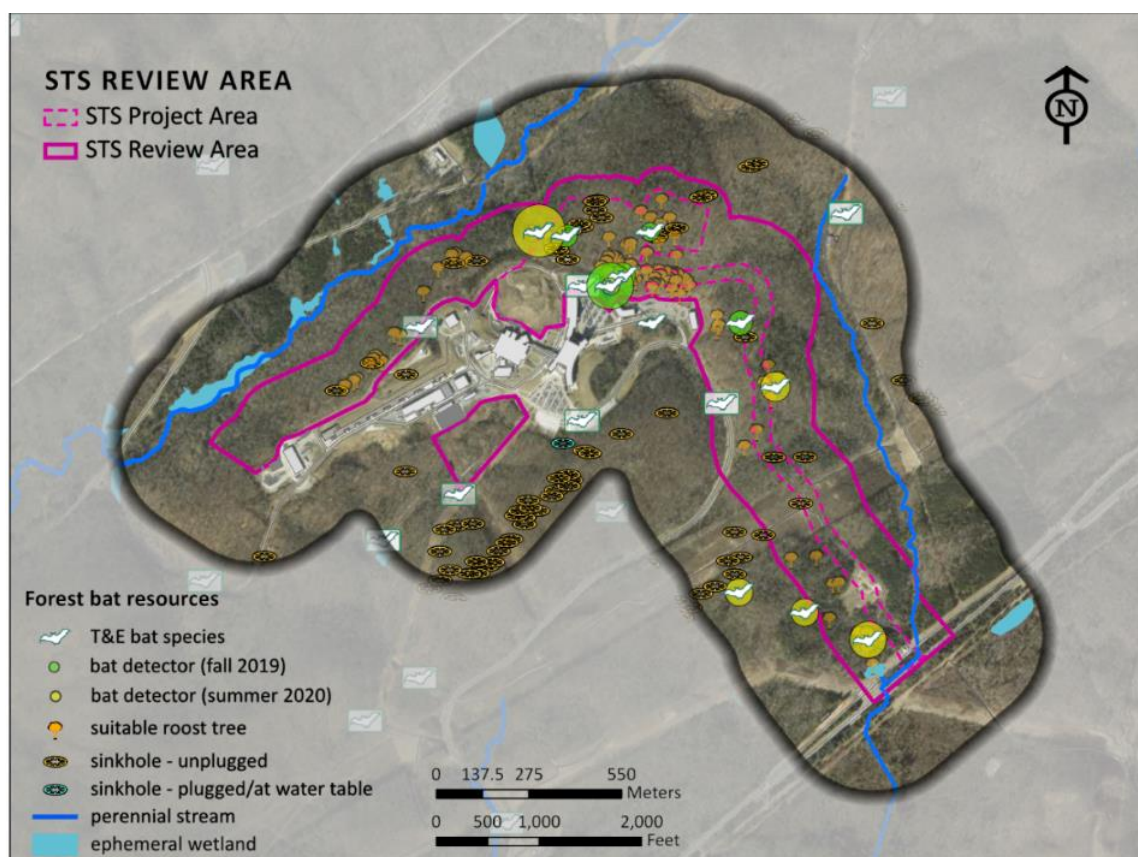 STS REVIEW AREA
STS Project Area
STS Review Area
N
Forest bat resources
T&E bat species
bat detector (fall 2019)
bat detector (summer 2020)
suitable roost tree
sinkhole - unplugged
sinkhole - plugged/at water table
perennial stream
ephemeral wetland
0 137.5 275 550
Meters
0 500 1,000 2,000
Feet